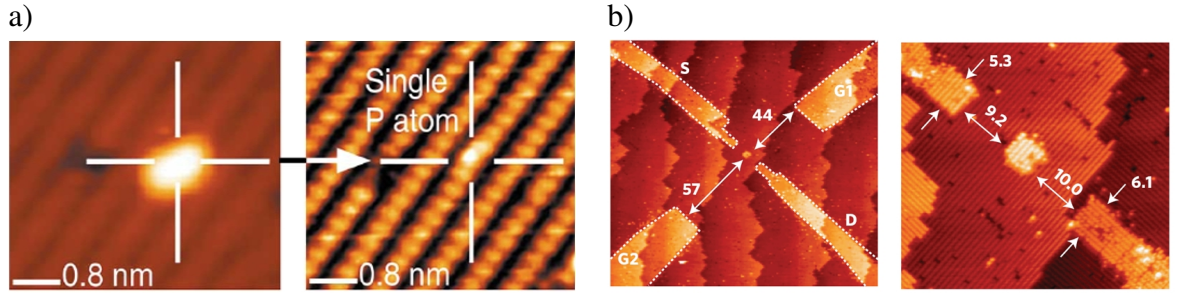 a)
b)
0.8 nm
Single
P atom
0.8 nm
S
G1
44
57
D
G2
5.3
9.2
10.0
6.1